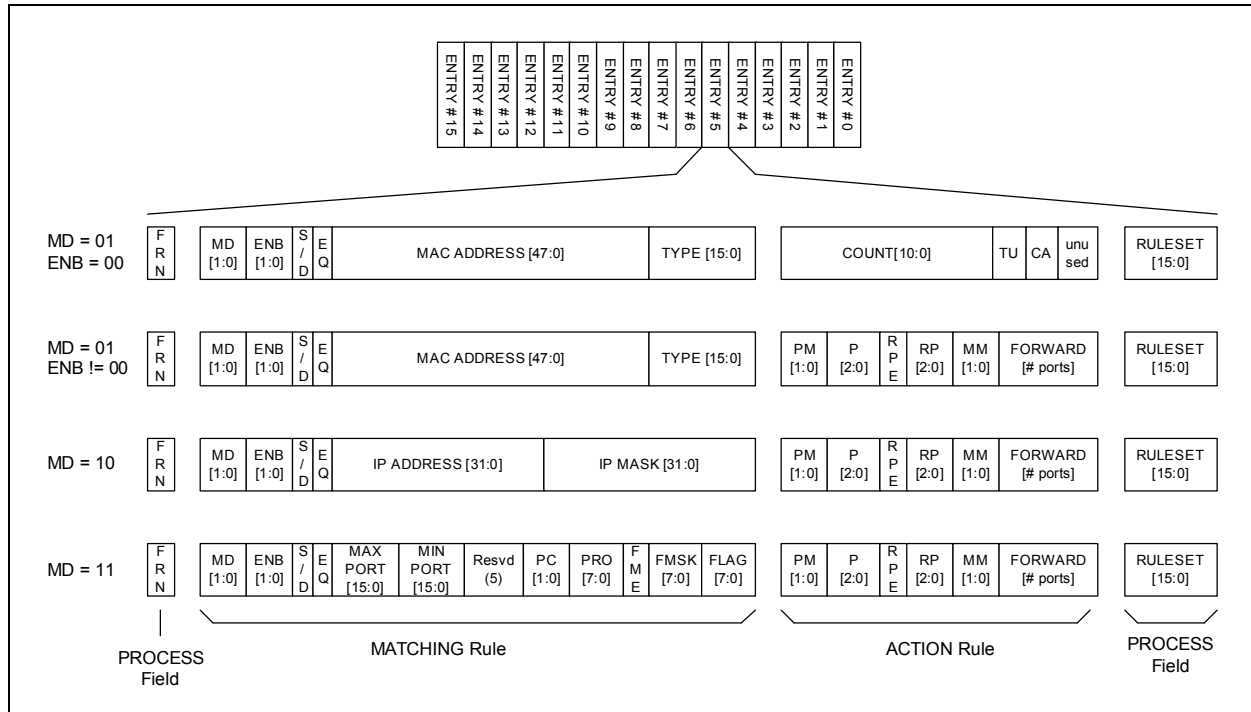 ENTRY #15
ENTRY #14
ENTRY #13
ENTRY #12
ENTRY #11
ENTRY #10
ENTRY #9
ENTRY #8
ENTRY #7
ENTRY #6
ENTRY #5
ENTRY #4
ENTRY #3
ENTRY #2
ENTRY #1
ENTRY #0
MD = 01
ENB = 00
FRN
MD
[1:0]
ENB
[1:0]
S/D
EQ
MAC ADDRESS [47:0]
TYPE [15:0]
COUNT[10:0]
TU
CA
unu
sed
RULESET
[15:0]
MD = 01
ENB != 00
FRN
MD
[1:0]
ENB
[1:0]
S/D
EQ
MAC ADDRESS [47:0]
TYPE [15:0]
PM
[1:0]
P
[2:0]
RPE
RP
[2:0]
MM
[1:0]
FORWARD
[# ports]
RULESET
[15:0]
MD = 10
FRN
MD
[1:0]
ENB
[1:0]
S/D
EQ
IP ADDRESS [31:0]
IP MASK [31:0]
PM
[1:0]
P
[2:0]
RPE
RP
[2:0]
MM
[1:0]
FORWARD
[# ports]
RULESET
[15:0]
MD = 11
FRN
MD
[1:0]
ENB
[1:0]
S/D
EQ
MAX
PORT
[15:0]
MIN
PORT
[15:0]
Resvd
(5)
PC
[1:0]
PRO
[7:0]
FME
FMSK
[7:0]
FLAG
[7:0]
PM
[1:0]
P
[2:0]
RPE
RP
[2:0]
MM
[1:0]
FORWARD
[# ports]
RULESET
[15:0]
PROCESS
Field
MATCHING Rule
ACTION Rule
PROCESS
Field